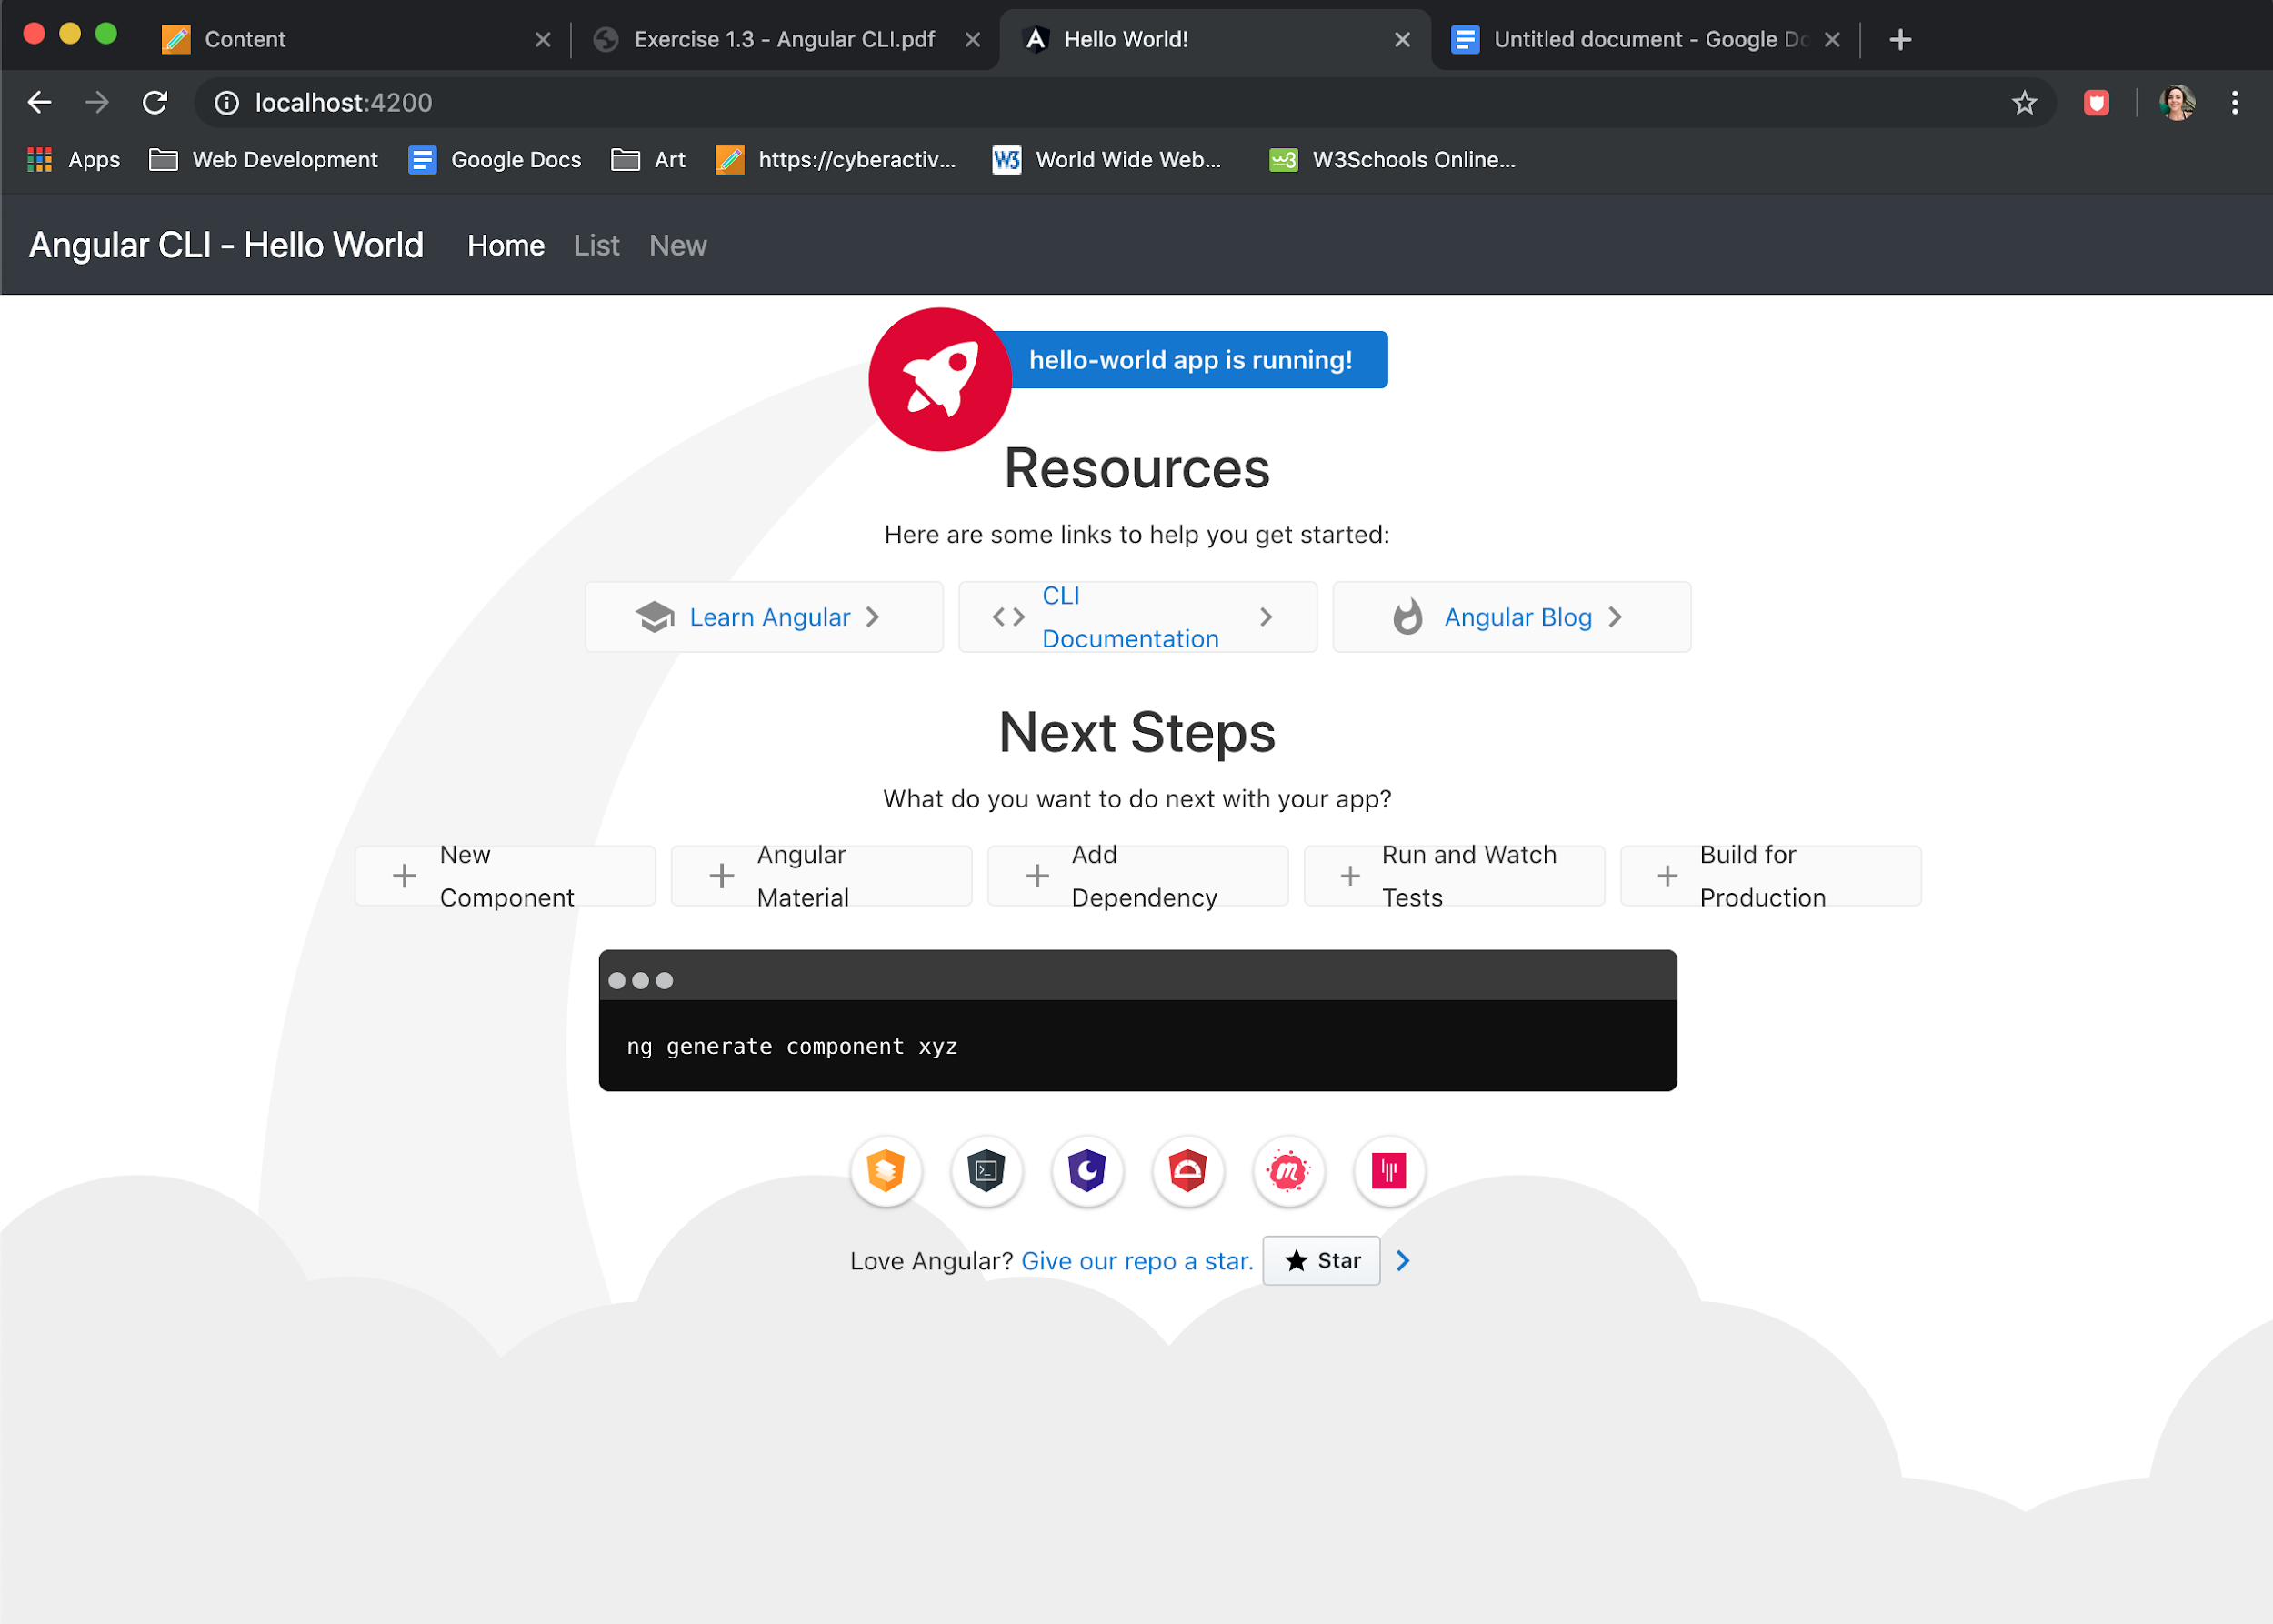 Content
Exercise 1.3 - Angular CLI.pdf
Hello World!
Untitled document - Google Do
localhost:4200
Apps
Web Development
Google Docs
Art
https://cyberactiv...
World Wide Web...
W3Schools Online...
Angular CLI - Hello World
Home
List
New
hello-world app is running!
Resources
Here are some links to help you get started:
Learn Angular
CLI
Documentation
Angular Blog
Next Steps
What do you want to do next with your app?
New
Component
Angular
Material
Add
Dependency
Run and Watch
Tests
Build for
Production
ng generate component xyz
Love Angular? Give our repo a star.
Star